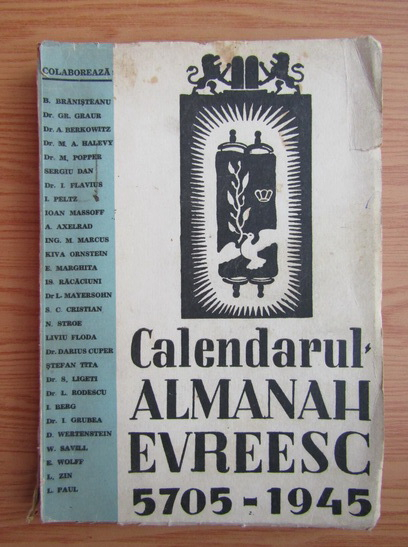 COLABOREAZĂ
B. BRĂNIȘTEANU
Dr. GR. GRAUR
Dr. A. BERKOWITZ
Dr. M. A. HALEVY
Dr. M. POPPER
SERGIU DAN
Dr. I. FLAVIUS
I. PELTZ
IOAN MASSOFF
A. AXELRAD
ING. M. MARCUS
KIVA ORNSTEIN
E. MARGHITA
IS. RĂCĂCIUNI
Dr L. MAYERSOHN
S. C. CRISTIAN
N. STROE
LIVIU FLODA
Dr. DARIUS CUPER
ȘTEFAN TITA
Dr. S. LIGETI
Dr. L. RODESCU
I. BERG
Dr. I. GRUBEA
D. WERTENSTEIN
W. SAVILL
E. WOLFF
L. ZIN
L. PAUL
Calendarul-
ALMANAH
EVREESC
5705-1945